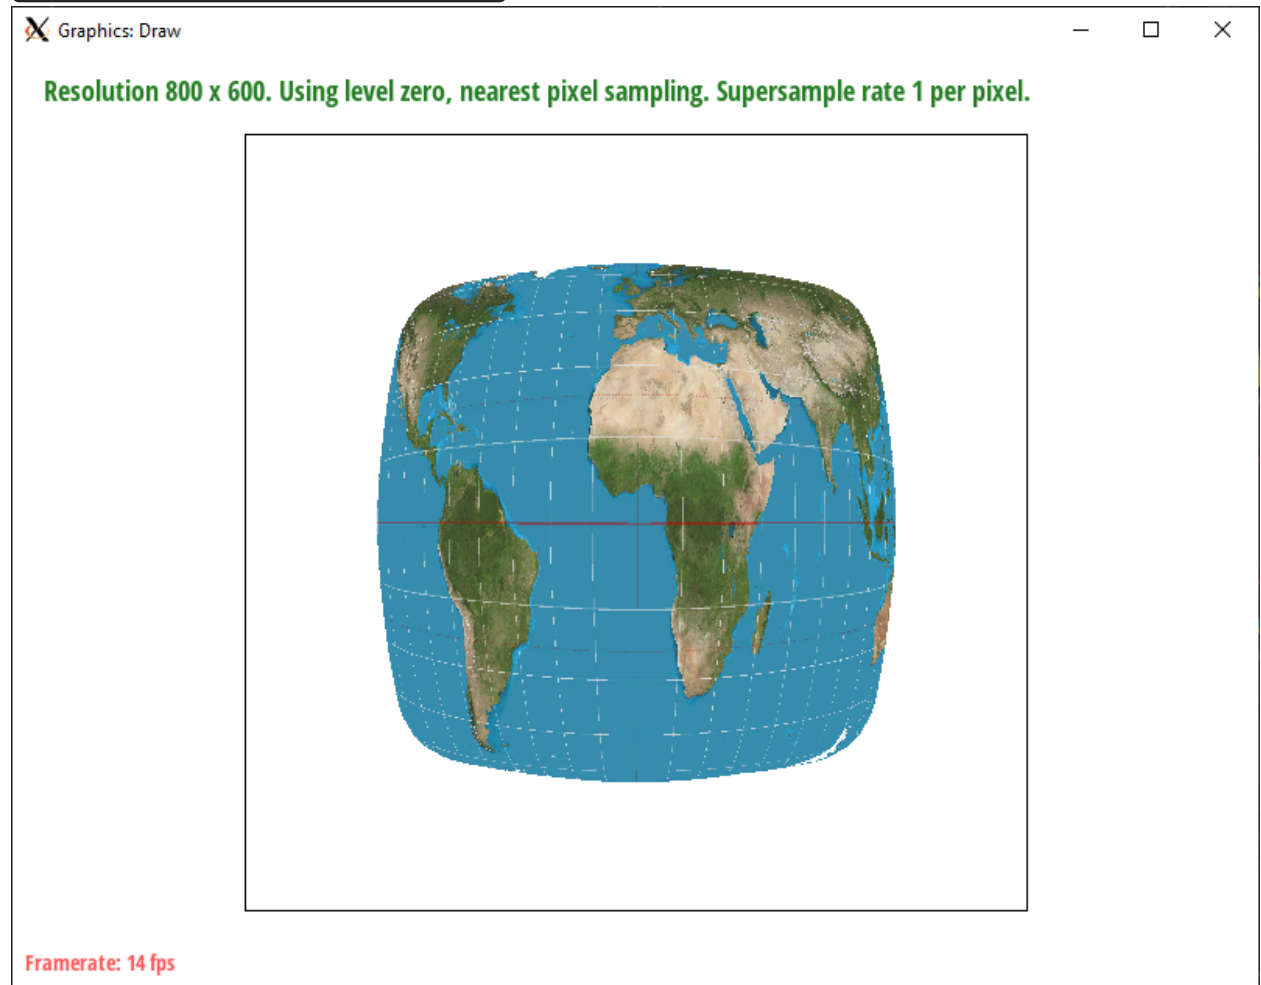 Graphics: Draw
Resolution 800 x 600. Using level zero, nearest pixel sampling. Supersample rate 1 per pixel.
Framerate: 14 fps